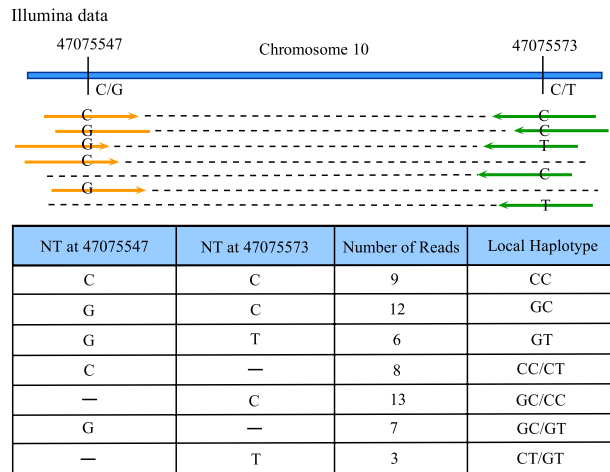 Illumina data
47075547 Chromosome 10 47075573
C/G C/T
C C
G C
G T
C
C
G
T
NT at 47075547 NT at 47075573 Number of Reads Local Haplotype
C C 9 CC
G C 12 GC
G T 6 GT
C — 8 CC/CT
— C 13 GC/CC
G — 7 GC/GT
— T 3 CT/GT